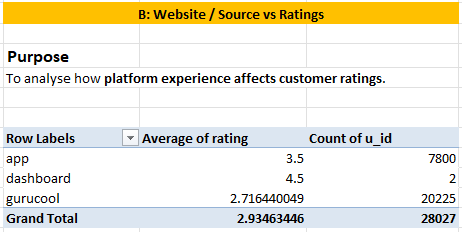 B: Website / Source vs Ratings
Purpose
To analyse how platform experience affects customer ratings.
Row Labels Average of rating Count of u_id
app 3.5 7800
dashboard 4.5 2
gurucool 2.716440049 20225
Grand Total 2.93463446 28027